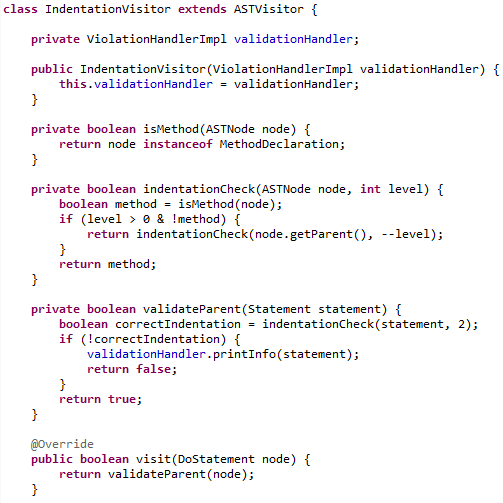 class IndentationVisitor extends ASTVisitor {
private ViolationHandlerImpl validationHandler;
public IndentationVisitor(ViolationHandlerImpl validationHandler) {
this.validationHandler = validationHandler;
}
private boolean isMethod(ASTNode node) {
return node instanceof MethodDeclaration;
}
private boolean indentationCheck(ASTNode node, int level) {
boolean method = isMethod(node);
if (level > 0 & !method) {
return indentationCheck(node.getParent(), --level);
}
return method;
}
private boolean validateParent(Statement statement) {
boolean correctIndentation = indentationCheck(statement, 2);
if (!correctIndentation) {
validationHandler.printInfo(statement);
return false;
}
return true;
}
@Override
public boolean visit(DoStatement node) {
return validateParent(node);
}